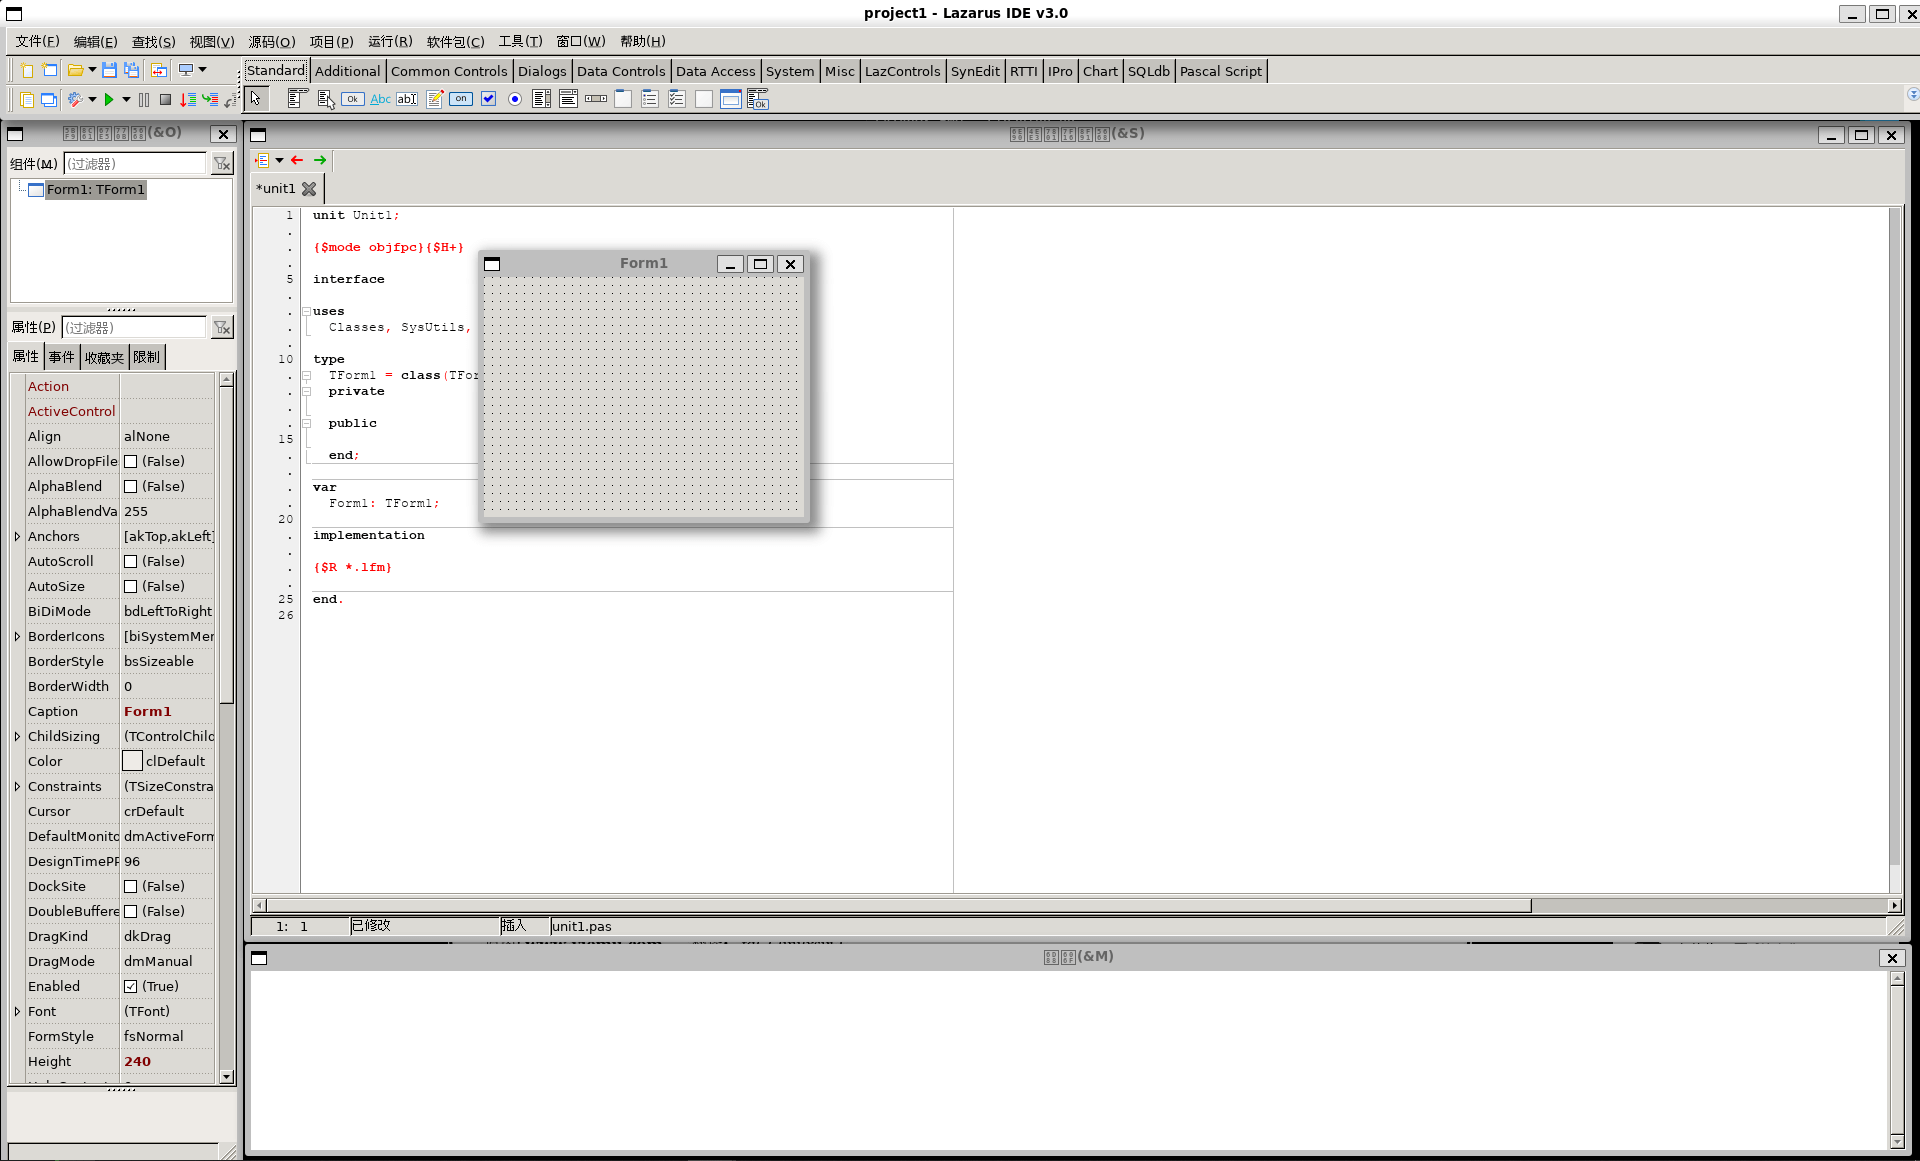 project1 - Lazarus IDE v3.0
文件(F) 编辑(E) 查找(S) 视图(V) 源码(O) 项目(P) 运行(R) 软件包(C) 工具(T) 窗口(W) 帮助(H)
Standard Additional Common Controls Dialogs Data Controls Data Access System Misc LazControls SynEdit RTTI IPro Chart SQLdb Pascal Script
Ok Abc ab on Ok
(&O)
组件(M) (过滤器)
Form1: TForm1
属性(P) (过滤器)
属性 事件 收藏夹 限制
Action
ActiveControl
Align alNone
AllowDropFile (False)
AlphaBlend (False)
AlphaBlendVa 255
Anchors [akTop,akLeft]
AutoScroll (False)
AutoSize (False)
BiDiMode bdLeftToRight
BorderIcons [biSystemMer
BorderStyle bsSizeable
BorderWidth 0
Caption Form1
ChildSizing (TControlChild
Color clDefault
Constraints (TSizeConstra
Cursor crDefault
DefaultMonito dmActiveForm
DesignTimePP 96
DockSite (False)
DoubleBuffere (False)
DragKind dkDrag
DragMode dmManual
Enabled (True)
Font (TFont)
FormStyle fsNormal
Height 240
(&S)
*unit1
1 unit Unit1;
.
. {$mode objfpc}{$H+}
.
5 interface
.
. uses
. Classes, SysUtils,
.
10 type
. TForm1 = class(TFor
. private
.
. public
15
. end;
.
. var
. Form1: TForm1;
20
. implementation
.
. {$R *.lfm}
.
25 end.
26
Form1
1: 1 已修改 插入 unit1.pas
(&M)